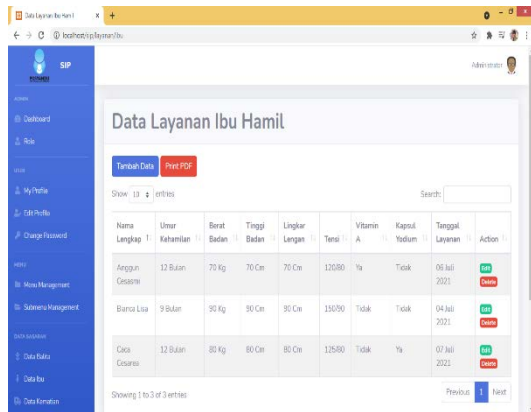 Data Layanan Ibu Hamil
localhost/sip/layanan/ibu
SIP
Administrator
ADMIN
Dashboard
Role
USER
My Profile
Edit Profile
Change Password
MENU
Menu Management
Submenu Management
DATA LAYANAN
Data Balita
Data Ibu
Data Kematian
Data Layanan Ibu Hamil
Tambah Data Print PDF
Show 10 entries Search:
Nama Lengkap Umur Kehamilan Berat Badan Tinggi Badan Lingkar Lengan Tensi Vitamin A Kapsul Yodium Tanggal Layanan Action
Anggun 12 Bulan 70 Kg 70 Cm 70 Cm 120/80 Ya Tidak 06 Juli 2021 Edit Delete
Bianca Lisa 9 Bulan 90 Kg 90 Cm 90 Cm 150/90 Tidak Tidak 04 Juli 2021 Edit Delete
Caca 12 Bulan 80 Kg 80 Cm 80 Cm 125/80 Tidak Ya 07 Juli 2021 Edit Delete
Showing 1 to 3 of 3 entries Previous 1 Next